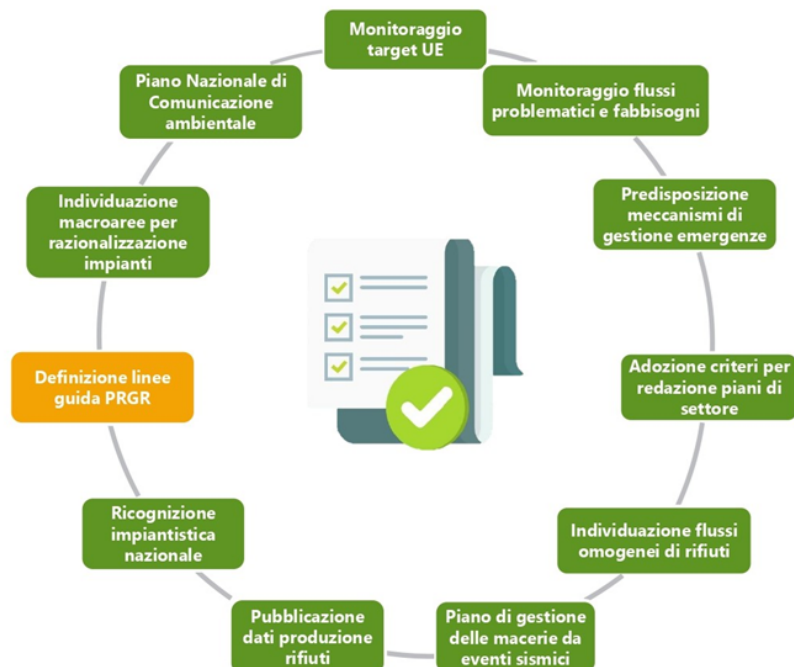 Monitoraggio
target UE
Monitoraggio flussi
problematici e fabbisogni
Predisposizione
meccanismi di
gestione emergenze
Adozione criteri per
redazione piani di
settore
Individuazione flussi
omogenei di rifiuti
Piano di gestione
delle macerie da
eventi sismici
Pubblicazione
dati produzione
rifiuti
Ricognizione
impiantistica
nazionale
Definizione linee
guida PRGR
Individuazione
macroaree per
razionalizzazione
impianti
Piano Nazionale di
Comunicazione
ambientale